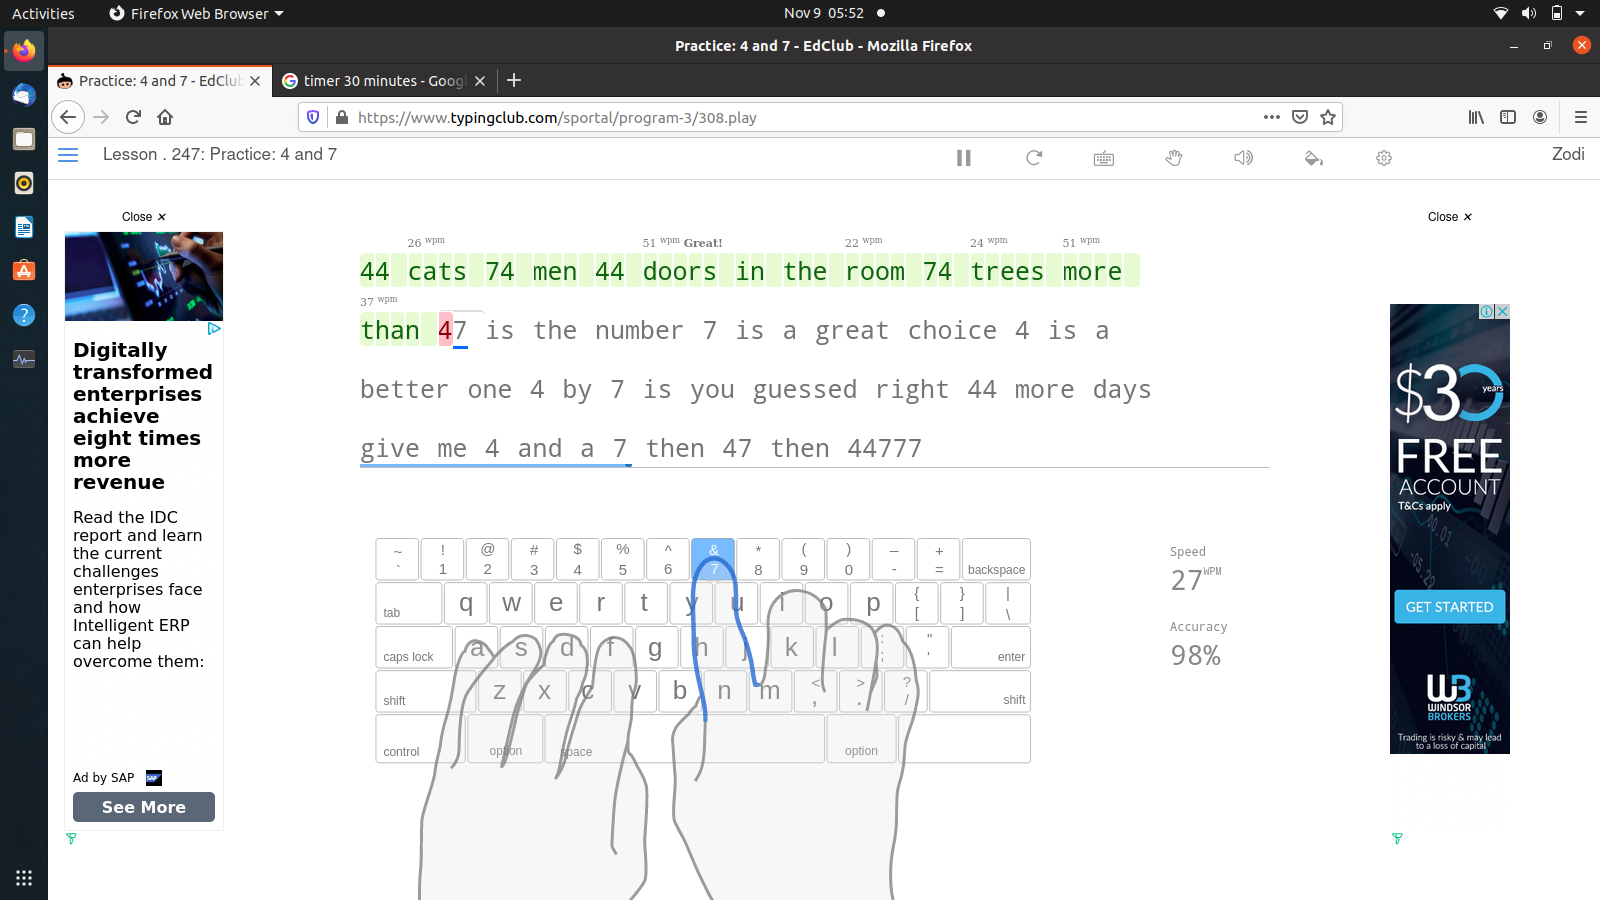 Activities
Firefox Web Browser
Nov 9 05:52
Practice: 4 and 7 - EdClub - Mozilla Firefox
Practice: 4 and 7 - EdClub
timer 30 minutes - Goog
https://www.typingclub.com/sportal/program-3/308.play
Lesson . 247: Practice: 4 and 7
Zodi
Close ×
Close ×
26 wpm 51 wpm Great! 22 wpm 24 wpm 51 wpm
44 cats 74 men 44 doors in the room 74 trees more
37 wpm
than 47 is the number 7 is a great choice 4 is a
better one 4 by 7 is you guessed right 44 more days
give me 4 and a 7 then 47 then 44777
Digitally
transformed
enterprises
achieve
eight times
more
revenue
Read the IDC
report and learn
the current
challenges
enterprises face
and how
Intelligent ERP
can help
overcome them:
Ad by SAP
SAP
See More
~ ! @ # $ % ^ & * ( ) – +
` 1 2 3 4 5 6 7 8 9 0 - = backspace
tab q w e r t y u i o p { [ } ] | \
caps lock a s d f g h j k l : ; " ' enter
shift z x c v b n m < , > . ? / shift
control option space option
Speed
27 WPM
Accuracy
98%
$30 years
FREE
ACCOUNT
T&Cs apply
GET STARTED
WB
WINDSOR
BROKERS
Trading is risky & may lead
to a loss of capital